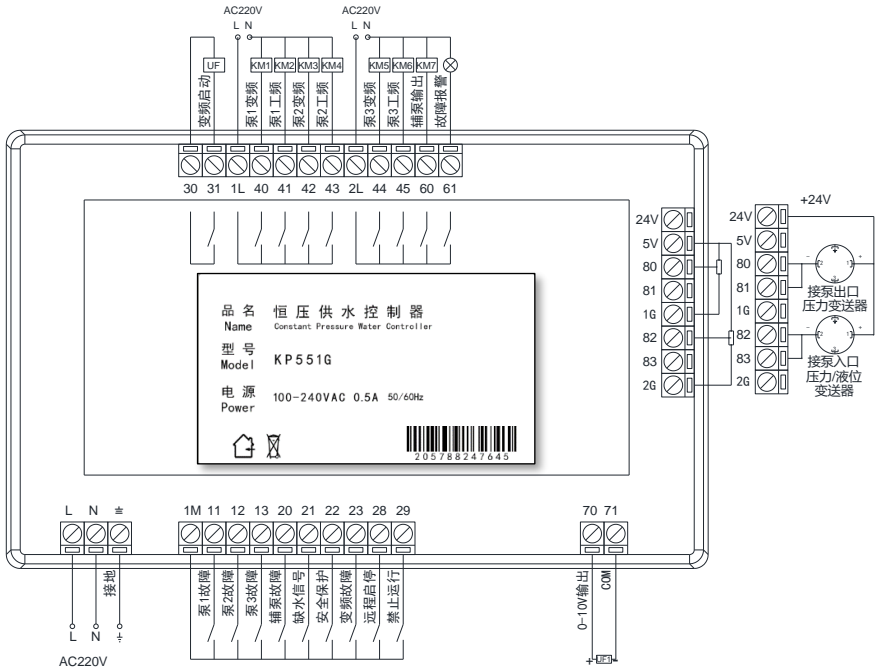 AC220V AC220V
L N L N
UF KM1 KM2 KM3 KM4 KM5 KM6 KM7
变频启动
泵1变频
泵1工频
泵2变频
泵2工频
泵3变频
泵3工频
辅泵输出
故障报警
30 31 1L 40 41 42 43 2L 44 45 60 61
24V
5V
80
81
1G
82
83
2G
+24V
24V
5V
80
81
1G
82
83
2G
- 2 1 +
接泵出口
压力变送器
- 2 1 +
接泵入口
压力/液位
变送器
品名 恒压供水控制器
Name Constant Pressure Water Controller
型号
Model KP551G
电源
Power 100-240VAC 0.5A 50/60Hz
205788247645
L N 1M 11 12 13 20 21 22 23 28 29 70 71
接地
泵1故障
泵2故障
泵3故障
辅泵故障
缺水信号
安全保护
变频故障
远程启停
禁止运行
0-10V输出
COM
L N
AC220V
+ UF1 -